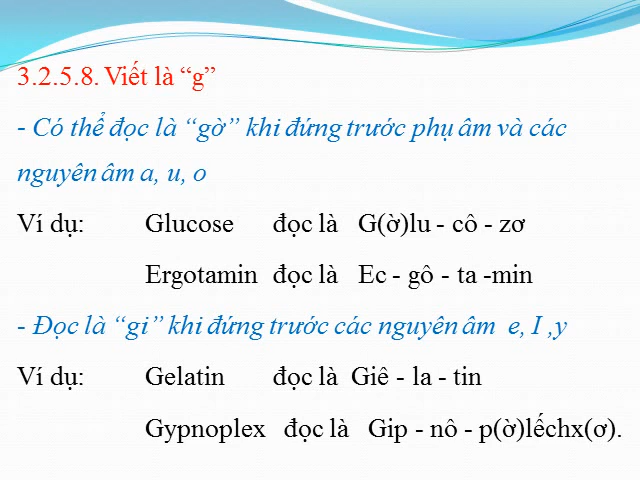 3.2.5.8. Viết là “g”
- Có thể đọc là “gờ” khi đứng trước phụ âm và các
nguyên âm a, u, o
Ví dụ: Glucose đọc là G(ờ)lu - cô - zơ
Ergotamin đọc là Ec - gô - ta -min
- Đọc là “gi” khi đứng trước các nguyên âm e, I ,y
Ví dụ: Gelatin đọc là Giê - la - tin
Gypnoplex đọc là Gip - nô - p(ờ)lếchx(ơ).